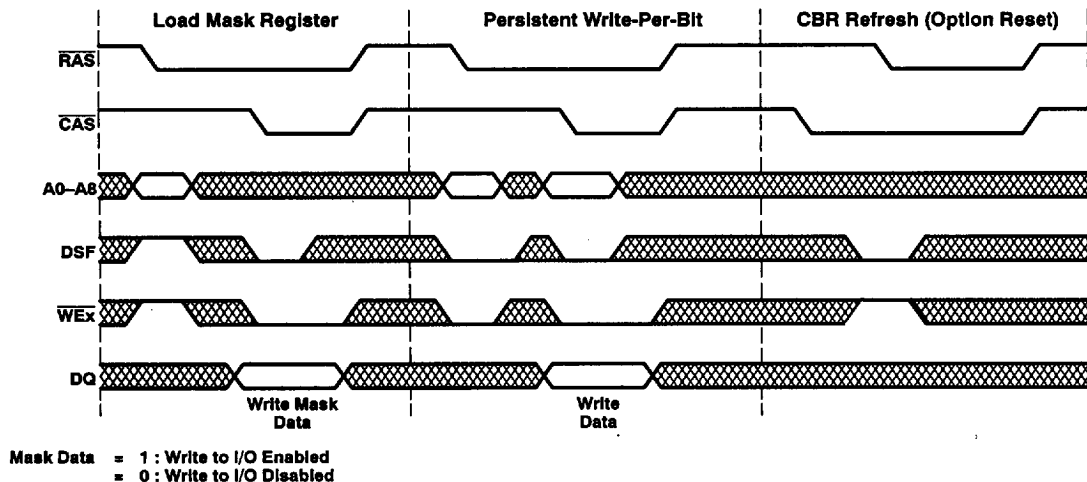 Load Mask Register Persistent Write-Per-Bit CBR Refresh (Option Reset)
RAS
CAS
A0–A8
DSF
WEx
DQ
Write Mask Data
Write Data
Mask Data = 1 : Write to I/O Enabled
= 0 : Write to I/O Disabled